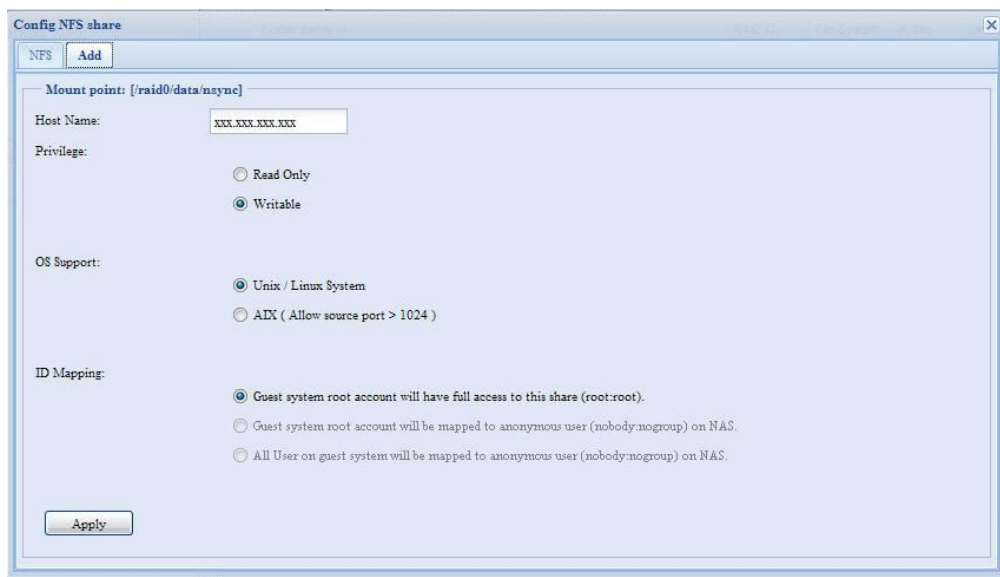 Config NFS share
NFS Add
Mount point: [/raid0/data/nsync]
Host Name: xxx.xxx.xxx.xxx
Privilege:
Read Only
Writable
OS Support:
Unix / Linux System
AIX ( Allow source port > 1024 )
ID Mapping:
Guest system root account will have full access to this share (root:root).
Guest system root account will be mapped to anonymous user (nobody:nogroup) on NAS.
All User on guest system will be mapped to anonymous user (nobody:nogroup) on NAS.
Apply